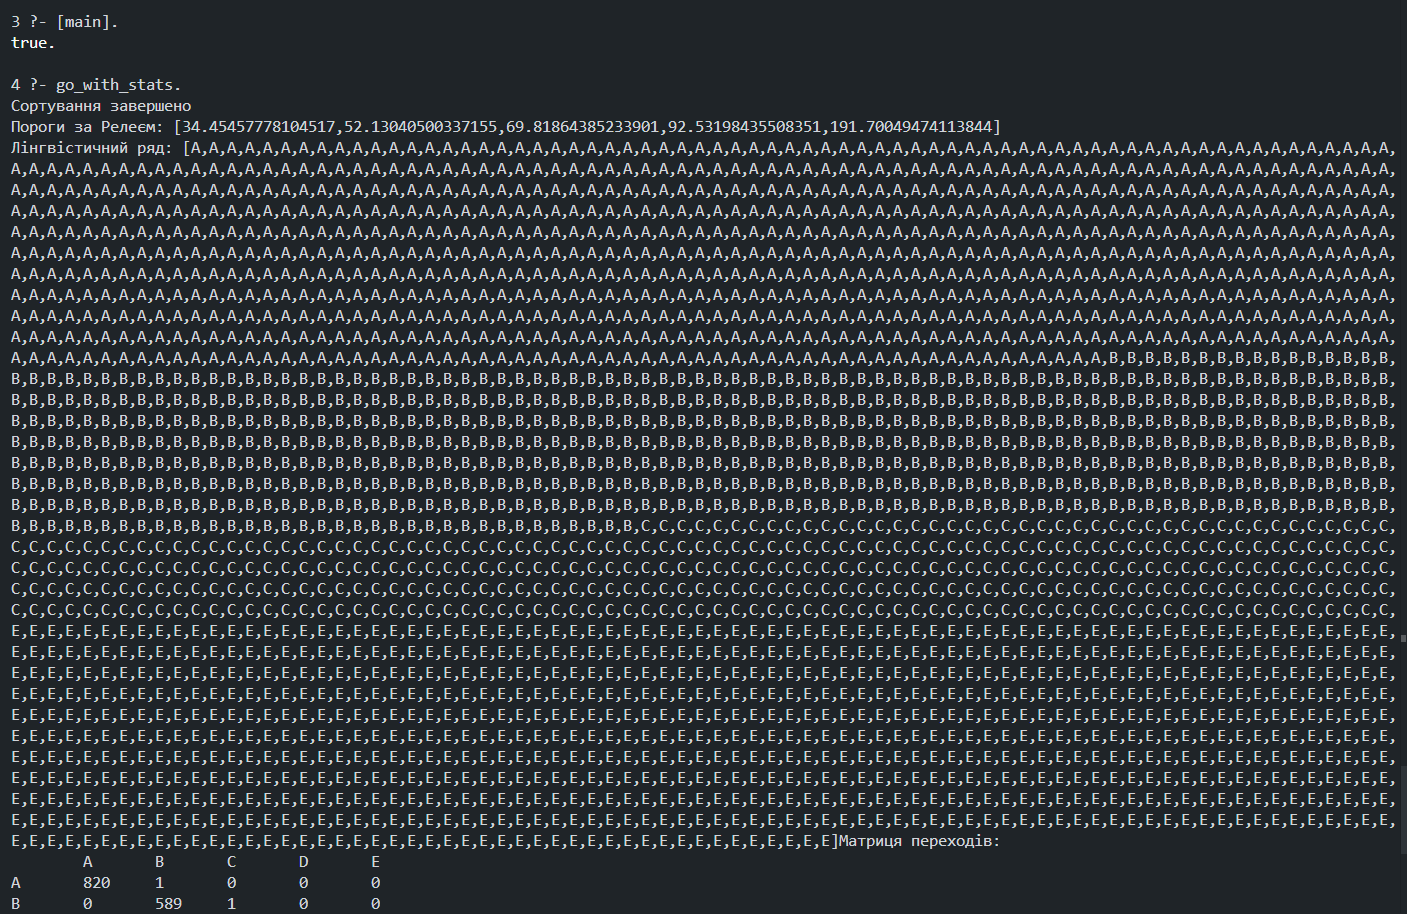 3 ?- [main].
true.
4 ?- go_with_stats.
Сортування завершено
Пороги за Релеєм: [34.45457778104517,52.13040500337155,69.81864385233901,92.53198435508351,191.70049474113844]
Лінгвістичний ряд: [A,A,A,A,A,A,A,A,A,A,A,A,A,A,A,A,A,A,A,A,A,A,A,A,A,A,A,A,A,A,A,A,A,A,A,A,A,A,A,A,A,A,A,A,A,A,A,A,A,A,A,A,A,A,A,A,A,A,A,A,A,A,A,A,A,A,A,
A,A,A,A,A,A,A,A,A,A,A,A,A,A,A,A,A,A,A,A,A,A,A,A,A,A,A,A,A,A,A,A,A,A,A,A,A,A,A,A,A,A,A,A,A,A,A,A,A,A,A,A,A,A,A,A,A,A,A,A,A,A,A,A,A,A,A,A,A,A,A,A,A,A,A,A,A,
A,A,A,A,A,A,A,A,A,A,A,A,A,A,A,A,A,A,A,A,A,A,A,A,A,A,A,A,A,A,A,A,A,A,A,A,A,A,A,A,A,A,A,A,A,A,A,A,A,A,A,A,A,A,A,A,A,A,A,A,A,A,A,A,A,A,A,A,A,A,A,A,A,A,A,A,A,
A,A,A,A,A,A,A,A,A,A,A,A,A,A,A,A,A,A,A,A,A,A,A,A,A,A,A,A,A,A,A,A,A,A,A,A,A,A,A,A,A,A,A,A,A,A,A,A,A,A,A,A,A,A,A,A,A,A,A,A,A,A,A,A,A,A,A,A,A,A,A,A,A,A,A,A,A,
A,A,A,A,A,A,A,A,A,A,A,A,A,A,A,A,A,A,A,A,A,A,A,A,A,A,A,A,A,A,A,A,A,A,A,A,A,A,A,A,A,A,A,A,A,A,A,A,A,A,A,A,A,A,A,A,A,A,A,A,A,A,A,A,A,A,A,A,A,A,A,A,A,A,A,A,A,
A,A,A,A,A,A,A,A,A,A,A,A,A,A,A,A,A,A,A,A,A,A,A,A,A,A,A,A,A,A,A,A,A,A,A,A,A,A,A,A,A,A,A,A,A,A,A,A,A,A,A,A,A,A,A,A,A,A,A,A,A,A,A,A,A,A,A,A,A,A,A,A,A,A,A,A,A,
A,A,A,A,A,A,A,A,A,A,A,A,A,A,A,A,A,A,A,A,A,A,A,A,A,A,A,A,A,A,A,A,A,A,A,A,A,A,A,A,A,A,A,A,A,A,A,A,A,A,A,A,A,A,A,A,A,A,A,A,A,A,A,A,A,A,A,A,A,A,A,A,A,A,A,A,A,
A,A,A,A,A,A,A,A,A,A,A,A,A,A,A,A,A,A,A,A,A,A,A,A,A,A,A,A,A,A,A,A,A,A,A,A,A,A,A,A,A,A,A,A,A,A,A,A,A,A,A,A,A,A,A,A,A,A,A,A,A,A,A,A,A,A,A,A,A,A,A,A,A,A,A,A,A,
A,A,A,A,A,A,A,A,A,A,A,A,A,A,A,A,A,A,A,A,A,A,A,A,A,A,A,A,A,A,A,A,A,A,A,A,A,A,A,A,A,A,A,A,A,A,A,A,A,A,A,A,A,A,A,A,A,A,A,A,A,A,A,A,A,A,A,A,A,A,A,A,A,A,A,A,A,
A,A,A,A,A,A,A,A,A,A,A,A,A,A,A,A,A,A,A,A,A,A,A,A,A,A,A,A,A,A,A,A,A,A,A,A,A,A,A,A,A,A,A,A,A,A,A,A,A,A,A,A,A,A,A,A,A,A,A,A,A,A,A,A,A,A,A,A,A,A,A,A,A,A,A,A,A,
A,A,A,A,A,A,A,A,A,A,A,A,A,A,A,A,A,A,A,A,A,A,A,A,A,A,A,A,A,A,A,A,A,A,A,A,A,A,A,A,A,A,A,A,A,A,A,A,A,A,A,A,A,A,A,A,A,A,A,A,A,B,B,B,B,B,B,B,B,B,B,B,B,B,B,B,B,
B,B,B,B,B,B,B,B,B,B,B,B,B,B,B,B,B,B,B,B,B,B,B,B,B,B,B,B,B,B,B,B,B,B,B,B,B,B,B,B,B,B,B,B,B,B,B,B,B,B,B,B,B,B,B,B,B,B,B,B,B,B,B,B,B,B,B,B,B,B,B,B,B,B,B,B,B,
B,B,B,B,B,B,B,B,B,B,B,B,B,B,B,B,B,B,B,B,B,B,B,B,B,B,B,B,B,B,B,B,B,B,B,B,B,B,B,B,B,B,B,B,B,B,B,B,B,B,B,B,B,B,B,B,B,B,B,B,B,B,B,B,B,B,B,B,B,B,B,B,B,B,B,B,B,
B,B,B,B,B,B,B,B,B,B,B,B,B,B,B,B,B,B,B,B,B,B,B,B,B,B,B,B,B,B,B,B,B,B,B,B,B,B,B,B,B,B,B,B,B,B,B,B,B,B,B,B,B,B,B,B,B,B,B,B,B,B,B,B,B,B,B,B,B,B,B,B,B,B,B,B,B,
B,B,B,B,B,B,B,B,B,B,B,B,B,B,B,B,B,B,B,B,B,B,B,B,B,B,B,B,B,B,B,B,B,B,B,B,B,B,B,B,B,B,B,B,B,B,B,B,B,B,B,B,B,B,B,B,B,B,B,B,B,B,B,B,B,B,B,B,B,B,B,B,B,B,B,B,B,
B,B,B,B,B,B,B,B,B,B,B,B,B,B,B,B,B,B,B,B,B,B,B,B,B,B,B,B,B,B,B,B,B,B,B,B,B,B,B,B,B,B,B,B,B,B,B,B,B,B,B,B,B,B,B,B,B,B,B,B,B,B,B,B,B,B,B,B,B,B,B,B,B,B,B,B,B,
B,B,B,B,B,B,B,B,B,B,B,B,B,B,B,B,B,B,B,B,B,B,B,B,B,B,B,B,B,B,B,B,B,B,B,B,B,B,B,B,B,B,B,B,B,B,B,B,B,B,B,B,B,B,B,B,B,B,B,B,B,B,B,B,B,B,B,B,B,B,B,B,B,B,B,B,B,
B,B,B,B,B,B,B,B,B,B,B,B,B,B,B,B,B,B,B,B,B,B,B,B,B,B,B,B,B,B,B,B,B,B,B,B,B,B,B,B,B,B,B,B,B,B,B,B,B,B,B,B,B,B,B,B,B,B,B,B,B,B,B,B,B,B,B,B,B,B,B,B,B,B,B,B,B,
B,B,B,B,B,B,B,B,B,B,B,B,B,B,B,B,B,B,B,B,B,B,B,B,B,B,B,B,B,B,B,B,B,B,B,C,C,C,C,C,C,C,C,C,C,C,C,C,C,C,C,C,C,C,C,C,C,C,C,C,C,C,C,C,C,C,C,C,C,C,C,C,C,C,C,C,C,
C,C,C,C,C,C,C,C,C,C,C,C,C,C,C,C,C,C,C,C,C,C,C,C,C,C,C,C,C,C,C,C,C,C,C,C,C,C,C,C,C,C,C,C,C,C,C,C,C,C,C,C,C,C,C,C,C,C,C,C,C,C,C,C,C,C,C,C,C,C,C,C,C,C,C,C,C,
C,C,C,C,C,C,C,C,C,C,C,C,C,C,C,C,C,C,C,C,C,C,C,C,C,C,C,C,C,C,C,C,C,C,C,C,C,C,C,C,C,C,C,C,C,C,C,C,C,C,C,C,C,C,C,C,C,C,C,C,C,C,C,C,C,C,C,C,C,C,C,C,C,C,C,C,C,
C,C,C,C,C,C,C,C,C,C,C,C,C,C,C,C,C,C,C,C,C,C,C,C,C,C,C,C,C,C,C,C,C,C,C,C,C,C,C,C,C,C,C,C,C,C,C,C,C,C,C,C,C,C,C,C,C,C,C,C,C,C,C,C,C,C,C,C,C,C,C,C,C,C,C,C,C,
C,C,C,C,C,C,C,C,C,C,C,C,C,C,C,C,C,C,C,C,C,C,C,C,C,C,C,C,C,C,C,C,C,C,C,C,C,C,C,C,C,C,C,C,C,C,C,C,C,C,C,C,C,C,C,C,C,C,C,C,C,C,C,C,C,C,C,C,C,C,C,C,C,C,C,C,C,
E,E,E,E,E,E,E,E,E,E,E,E,E,E,E,E,E,E,E,E,E,E,E,E,E,E,E,E,E,E,E,E,E,E,E,E,E,E,E,E,E,E,E,E,E,E,E,E,E,E,E,E,E,E,E,E,E,E,E,E,E,E,E,E,E,E,E,E,E,E,E,E,E,E,E,E,E,
E,E,E,E,E,E,E,E,E,E,E,E,E,E,E,E,E,E,E,E,E,E,E,E,E,E,E,E,E,E,E,E,E,E,E,E,E,E,E,E,E,E,E,E,E,E,E,E,E,E,E,E,E,E,E,E,E,E,E,E,E,E,E,E,E,E,E,E,E,E,E,E,E,E,E,E,E,
E,E,E,E,E,E,E,E,E,E,E,E,E,E,E,E,E,E,E,E,E,E,E,E,E,E,E,E,E,E,E,E,E,E,E,E,E,E,E,E,E,E,E,E,E,E,E,E,E,E,E,E,E,E,E,E,E,E,E,E,E,E,E,E,E,E,E,E,E,E,E,E,E,E,E,E,E,
E,E,E,E,E,E,E,E,E,E,E,E,E,E,E,E,E,E,E,E,E,E,E,E,E,E,E,E,E,E,E,E,E,E,E,E,E,E,E,E,E,E,E,E,E,E,E,E,E,E,E,E,E,E,E,E,E,E,E,E,E,E,E,E,E,E,E,E,E,E,E,E,E,E,E,E,E,
E,E,E,E,E,E,E,E,E,E,E,E,E,E,E,E,E,E,E,E,E,E,E,E,E,E,E,E,E,E,E,E,E,E,E,E,E,E,E,E,E,E,E,E,E,E,E,E,E,E,E,E,E,E,E,E,E,E,E,E,E,E,E,E,E,E,E,E,E,E,E,E,E,E,E,E,E,
E,E,E,E,E,E,E,E,E,E,E,E,E,E,E,E,E,E,E,E,E,E,E,E,E,E,E,E,E,E,E,E,E,E,E,E,E,E,E,E,E,E,E,E,E,E,E,E,E,E,E,E,E,E,E,E,E,E,E,E,E,E,E,E,E,E,E,E,E,E,E,E,E,E,E,E,E,
E,E,E,E,E,E,E,E,E,E,E,E,E,E,E,E,E,E,E,E,E,E,E,E,E,E,E,E,E,E,E,E,E,E,E,E,E,E,E,E,E,E,E,E,E,E,E,E,E,E,E,E,E,E,E,E,E,E,E,E,E,E,E,E,E,E,E,E,E,E,E,E,E,E,E,E,E,
E,E,E,E,E,E,E,E,E,E,E,E,E,E,E,E,E,E,E,E,E,E,E,E,E,E,E,E,E,E,E,E,E,E,E,E,E,E,E,E,E,E,E,E,E,E,E,E,E,E,E,E,E,E,E,E,E,E,E,E,E,E,E,E,E,E,E,E,E,E,E,E,E,E,E,E,E,
E,E,E,E,E,E,E,E,E,E,E,E,E,E,E,E,E,E,E,E,E,E,E,E,E,E,E,E,E,E,E,E,E,E,E,E,E,E,E,E,E,E,E,E,E,E,E,E,E,E,E,E,E,E,E,E,E,E,E,E,E,E,E,E,E,E,E,E,E,E,E,E,E,E,E,E,E,
E,E,E,E,E,E,E,E,E,E,E,E,E,E,E,E,E,E,E,E,E,E,E,E,E,E,E,E,E,E,E,E,E,E,E,E,E,E,E,E,E,E,E,E,E,E,E,E,E,E,E,E,E,E,E,E,E,E,E,E,E,E,E,E,E,E,E,E,E,E,E,E,E,E,E,E,E,
E,E,E,E,E,E,E,E,E,E,E,E,E,E,E,E,E,E,E,E,E,E,E,E,E,E,E,E,E,E,E,E,E,E,E,E,E,E,E,E,E,E,E,E,E,E]Матриця переходів:
A B C D E
A 820 1 0 0 0
B 0 589 1 0 0